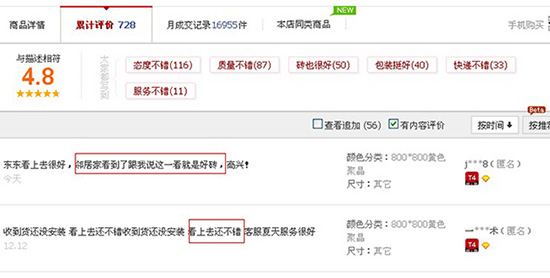 NEW
商品详情 累计评价 728 月成交记录 16955件 本店同类商品 手机购买
与描述相符
4.8
大家都写到
态度不错(116) 质量不错(87) 砖也很好(50) 包装挺好(40) 快递不错(33)
服务不错(11)
Beta
查看追加 (56) 有内容评价 按时间 按推荐
东东看上去很好，邻居家看到了跟我说这一看就是好砖，高兴！
今天
颜色分类：800*800黄色
聚晶
尺寸：其它
j***8（匿名）
T4
收到货还没安装 看上去还不错收到货还没安装 看上去还不错 客服夏天服务很好
12.12
颜色分类：800*800黄色
聚晶
尺寸：其它
一***术（匿名）
T4